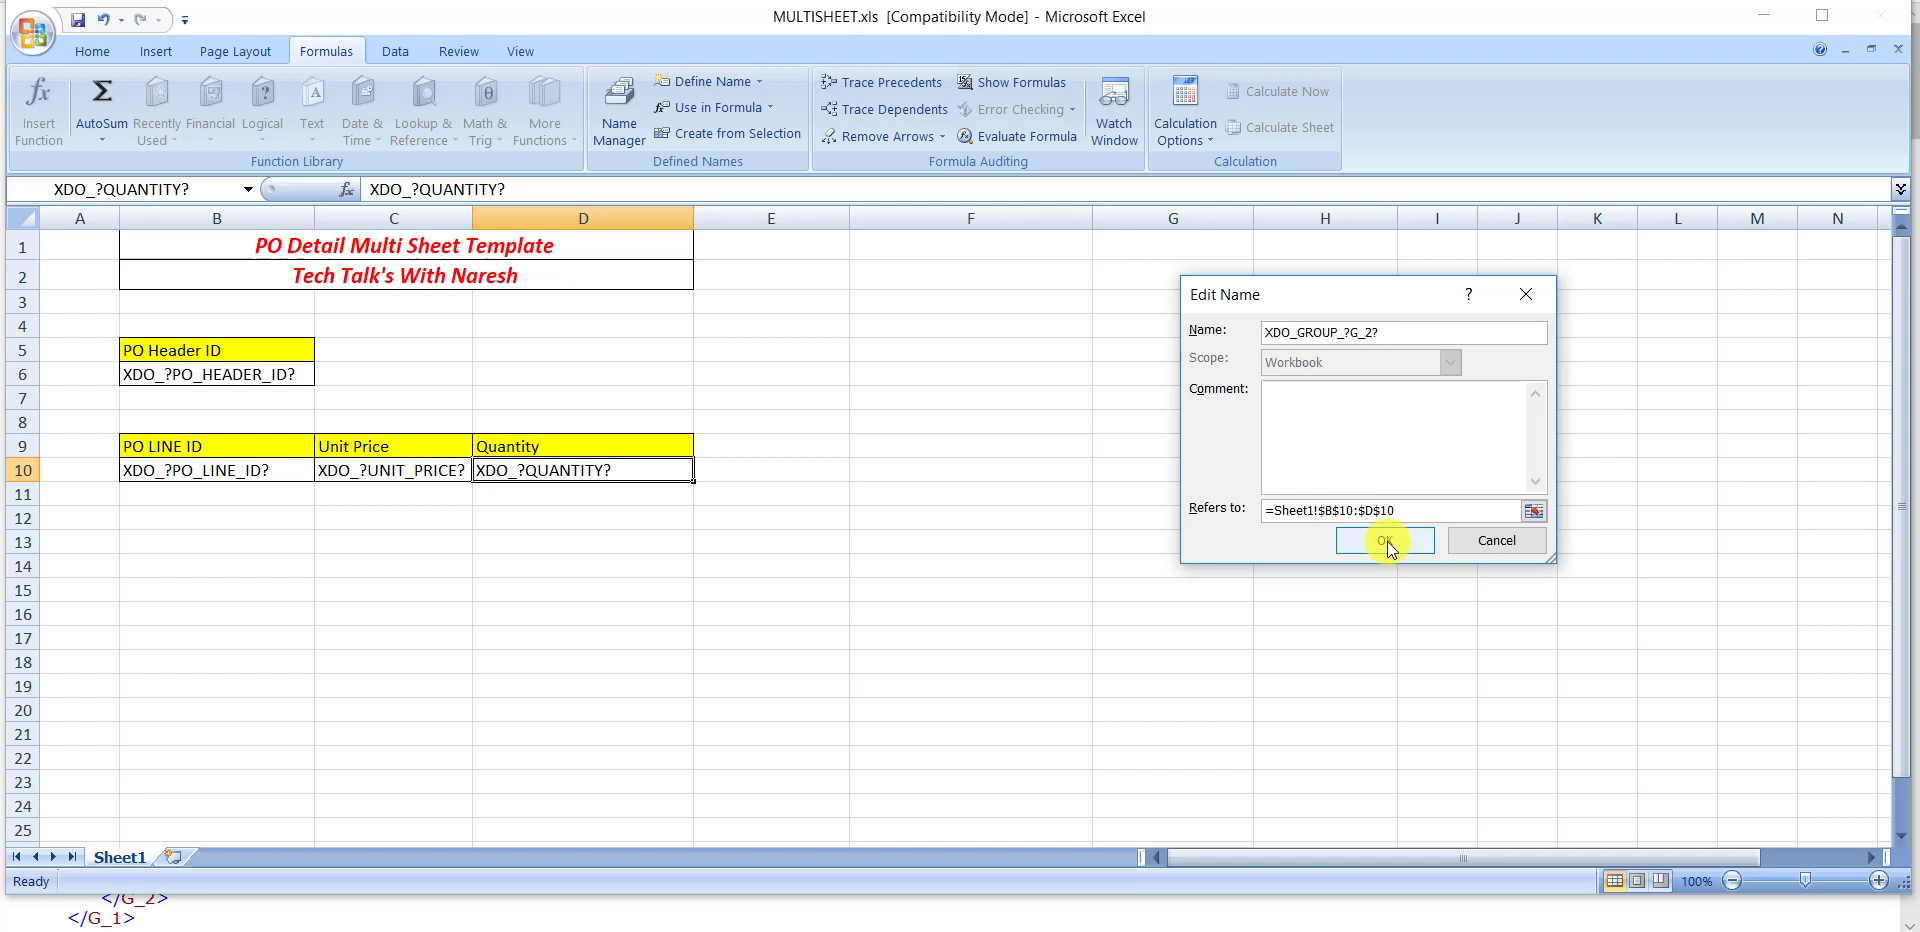 MULTISHEET.xls [Compatibility Mode] - Microsoft Excel
Home Insert Page Layout Formulas Data Review View
fx Insert Function
Σ AutoSum
Recently Used
Financial
Logical
Text
Date & Time
Lookup & Reference
Math & Trig
More Functions
Function Library
Name Manager
Define Name
Use in Formula
Create from Selection
Defined Names
Trace Precedents
Trace Dependents
Remove Arrows
Show Formulas
Error Checking
Evaluate Formula
Formula Auditing
Watch Window
Calculation Options
Calculate Now
Calculate Sheet
Calculation
XDO_?QUANTITY? fx XDO_?QUANTITY?
A B C D E F G H I J K L M N
1 PO Detail Multi Sheet Template
2 Tech Talk's With Naresh
3
4
5 PO Header ID
6 XDO_?PO_HEADER_ID?
7
8
9 PO LINE ID Unit Price Quantity
10 XDO_?PO_LINE_ID? XDO_?UNIT_PRICE? XDO_?QUANTITY?
11
12
13
14
15
16
17
18
19
20
21
22
23
24
25
Edit Name ?
Name: XDO_GROUP_?G_2?
Scope: Workbook
Comment:
Refers to: =Sheet1!$B$10:$D$10
OK Cancel
Sheet1
Ready 100%
</G_2>
</G_1>